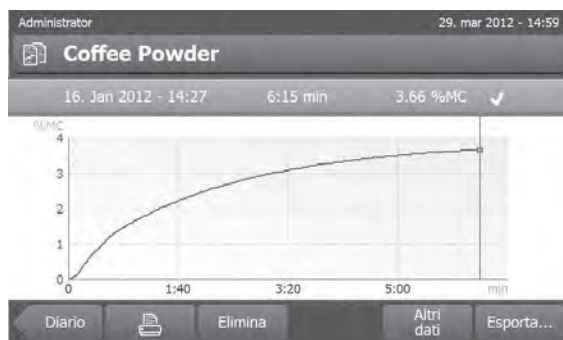 Administrator 29. mar 2012 - 14:59
Coffee Powder
16. Jan 2012 - 14:27 6:15 min 3.66 %MC
%MC
4
3
2
1
0
0 1:40 3:20 5:00 min
Diario Elimina Altri dati Esporta...